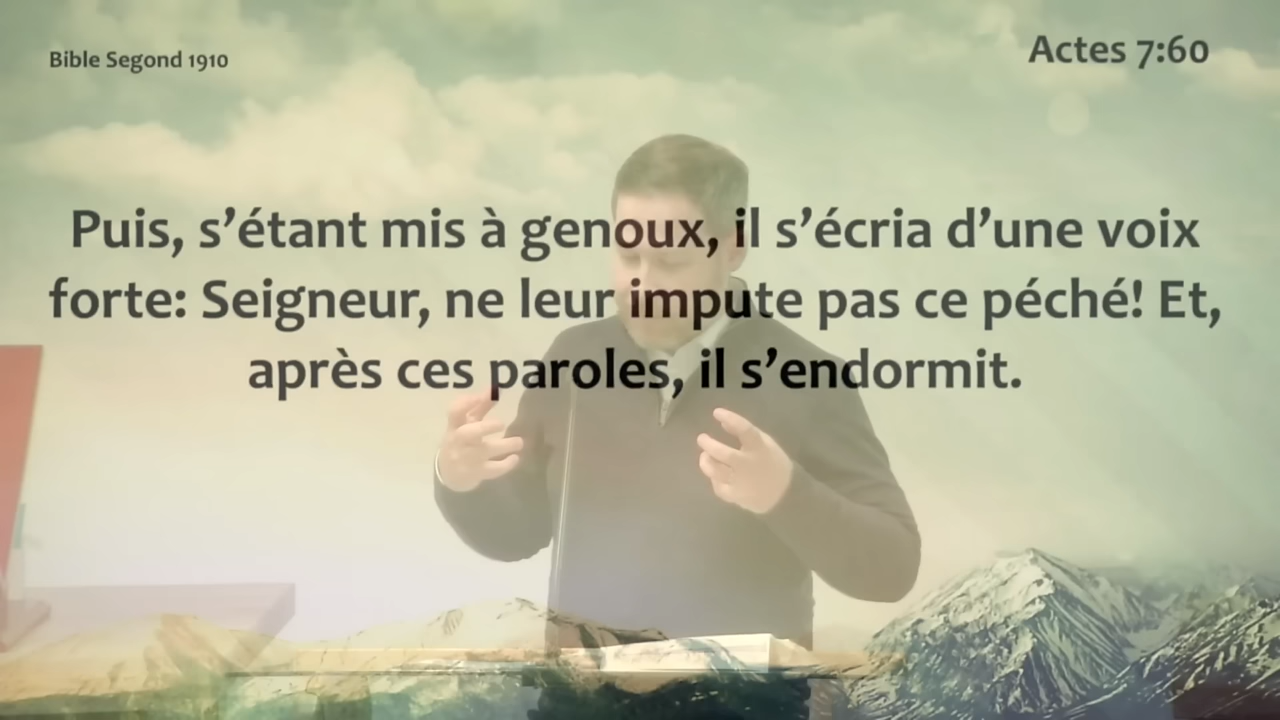 Bible Segond 1910
Actes 7:60
Puis, s’étant mis à genoux, il s’écria d’une voix
forte: Seigneur, ne leur impute pas ce péché! Et,
après ces paroles, il s’endormit.